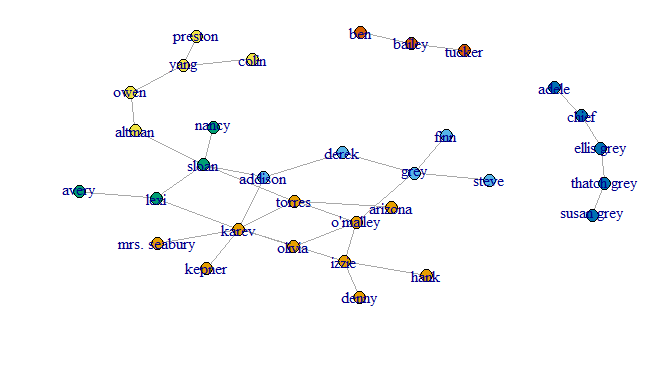 preston
ben
bailey
tucker
yang
colin
adele
owen
chief
altman
nancy
finn
ellis grey
derek
sloan
addison
grey
steve
thatch grey
avery
lexi
torres
arizona
susan grey
o'malley
karev
mrs. seabury
olivia
izzie
kepner
hank
denny